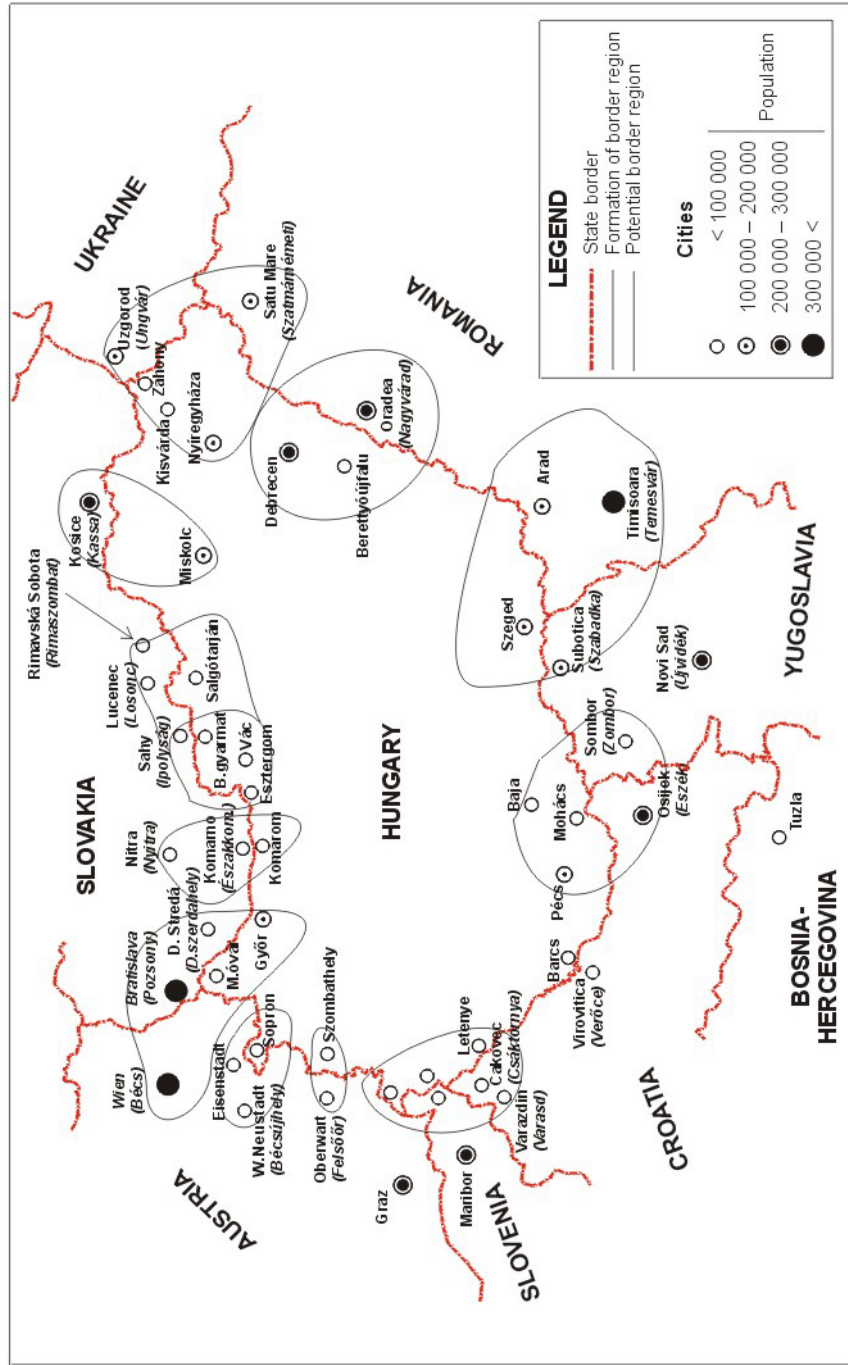 UKRAINE
SLOVAKIA
AUSTRIA
HUNGARY
ROMANIA
SLOVENIA
CROATIA
BOSNIA-
HERCEGOVINA
YUGOSLAVIA
Rimavská Sobota
(Rimaszombat)
Uzgorod
(Ungvár)
Záhony
Kisvárda
Nyíregyháza
Satu Mare
(Szatmárnémeti)
Košice
(Kassa)
Miskolc
Lucenec
(Losonc)
Salgótarján
Sahy
(Ipolyság)
B.gyarmat
Vác
Esztergom
Nitra
(Nyitra)
Komarno
(Északkom.)
Komárom
Bratislava
(Pozsony)
D. Stredá
(D.szerdahely)
M.óvár
Győr
Wien
(Bécs)
Eisenstadt
Sopron
W.Neustadt
(Bécsújhely)
Szombathely
Oberwart
(Felsőőr)
Graz
Maribor
Letenye
Cakovec
(Csáktornya)
Varazdin
(Varasd)
Barcs
Virovitica
(Verőce)
Pécs
Baja
Mohács
Sombor
(Zombor)
Osijek
(Eszék)
Tuzla
Debrecen
Berettyóújfalu
Oradea
(Nagyvárad)
Szeged
Subotica
(Szabadka)
Arad
Timisoara
(Temesvár)
Novi Sad
(Újvidék)
LEGEND
State border
Formation of border region
Potential border region
Cities
< 100 000
100 000 – 200 000
200 000 – 300 000
300 000 <
Population